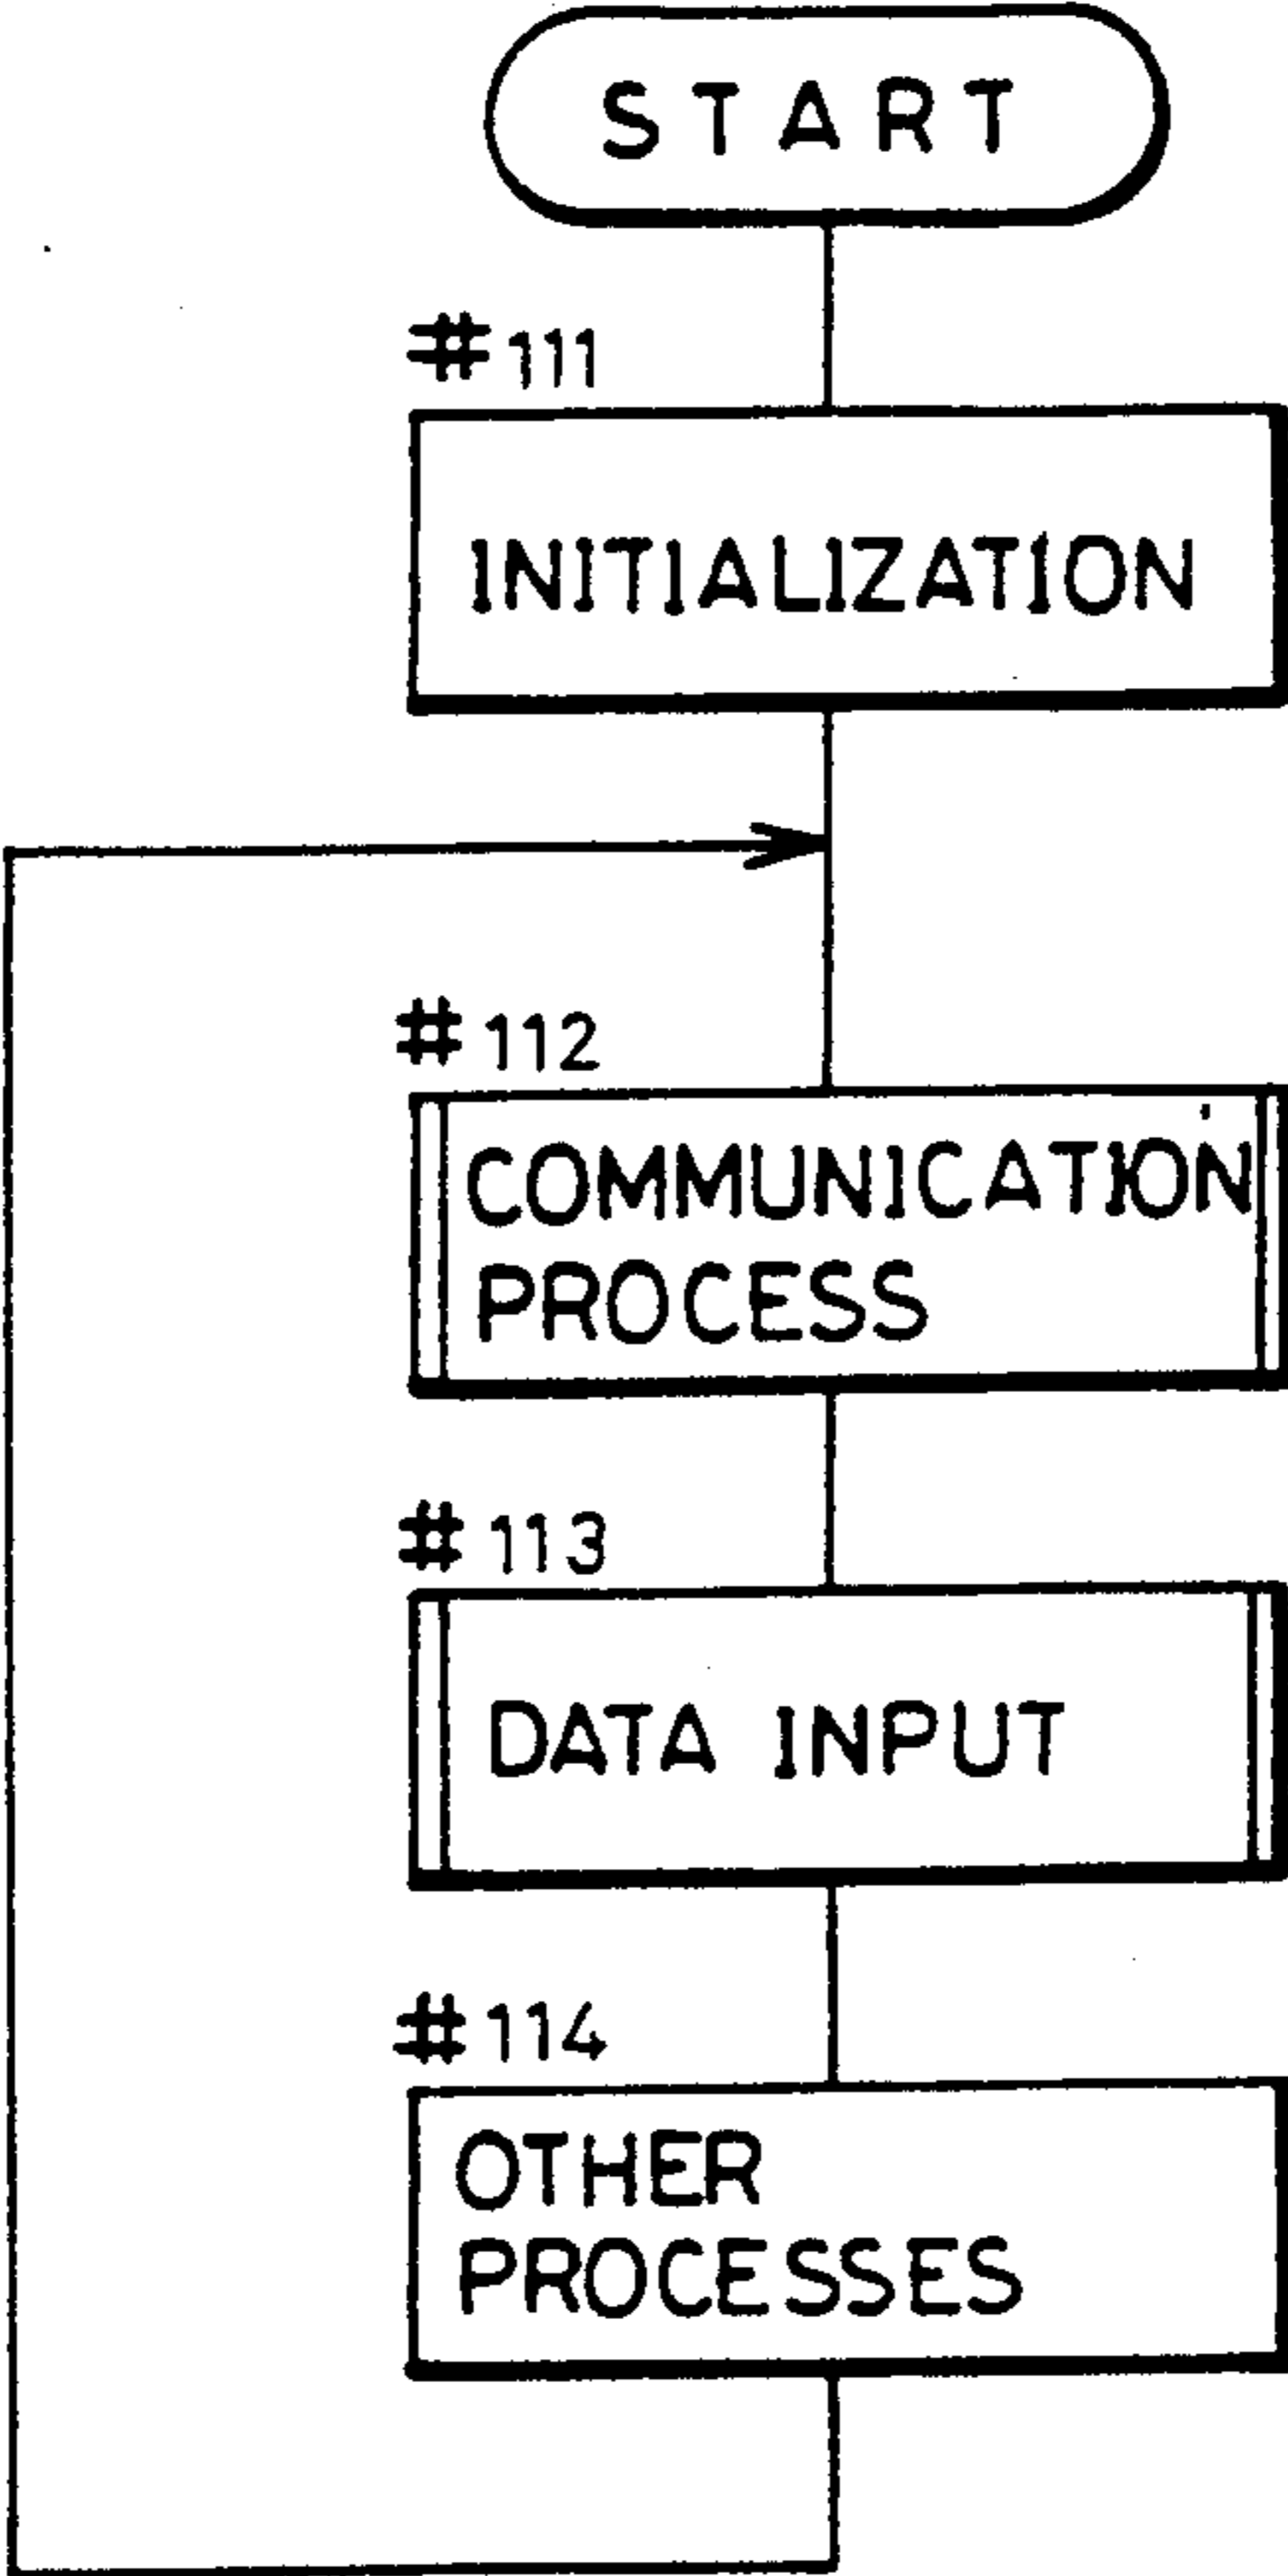 START
#111
INITIALIZATION
#112
COMMUNICATION
PROCESS
#113
DATA INPUT
#114
OTHER
PROCESSES